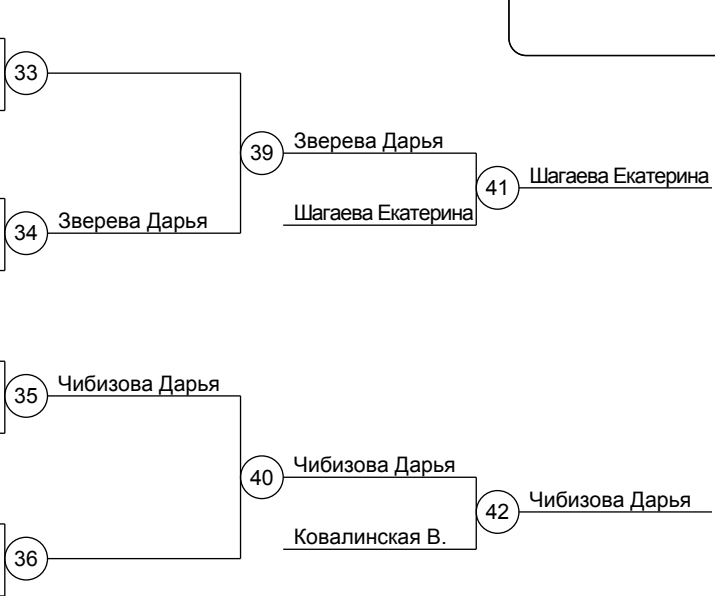 33
39
Зверева Дарья
41
Шагаева Екатерина
Шагаева Екатерина
34
Зверева Дарья
35
Чибизова Дарья
40
Чибизова Дарья
42
Чибизова Дарья
Ковалинская В.
36